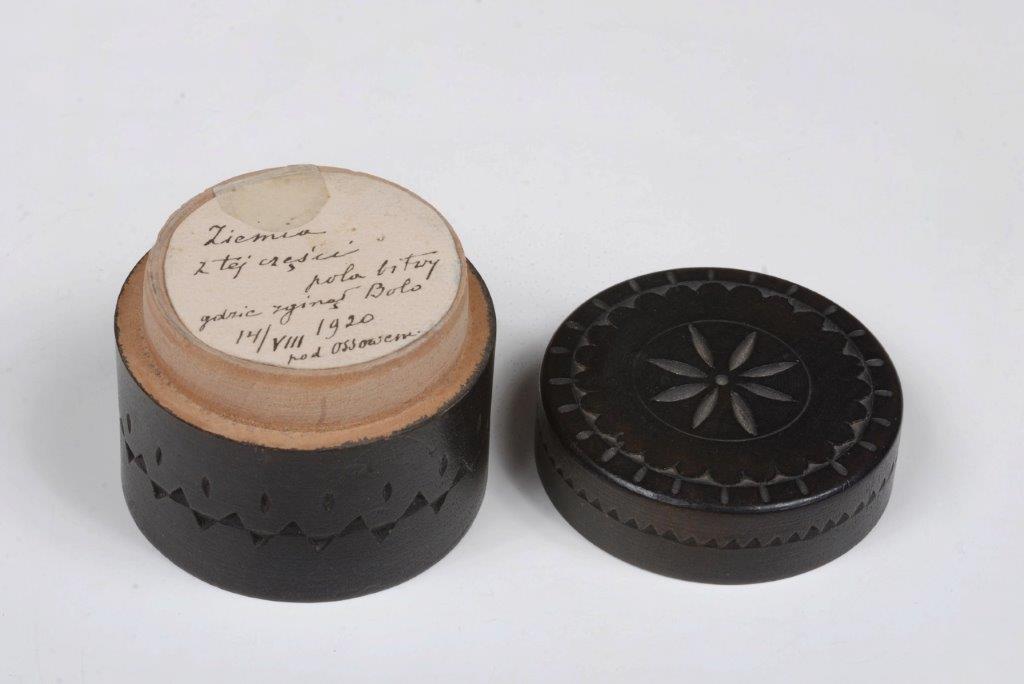 Ziemia
z tej części
pola bitwy
gdzie zginął Bolo
14/VIII 1920
pod Ossowem.